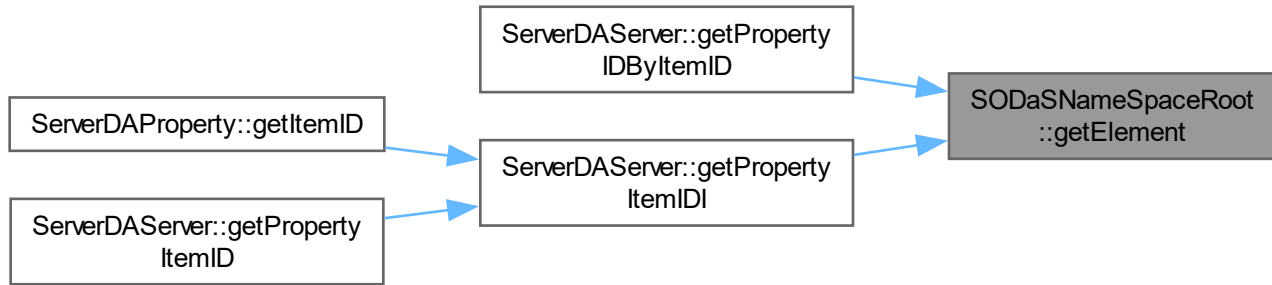 ServerDAServer::getProperty
IDByItemID
SODaSNameSpaceRoot
::getElement
ServerDAProperty::getItemID
ServerDAServer::getProperty
ItemIDI
ServerDAServer::getProperty
ItemID